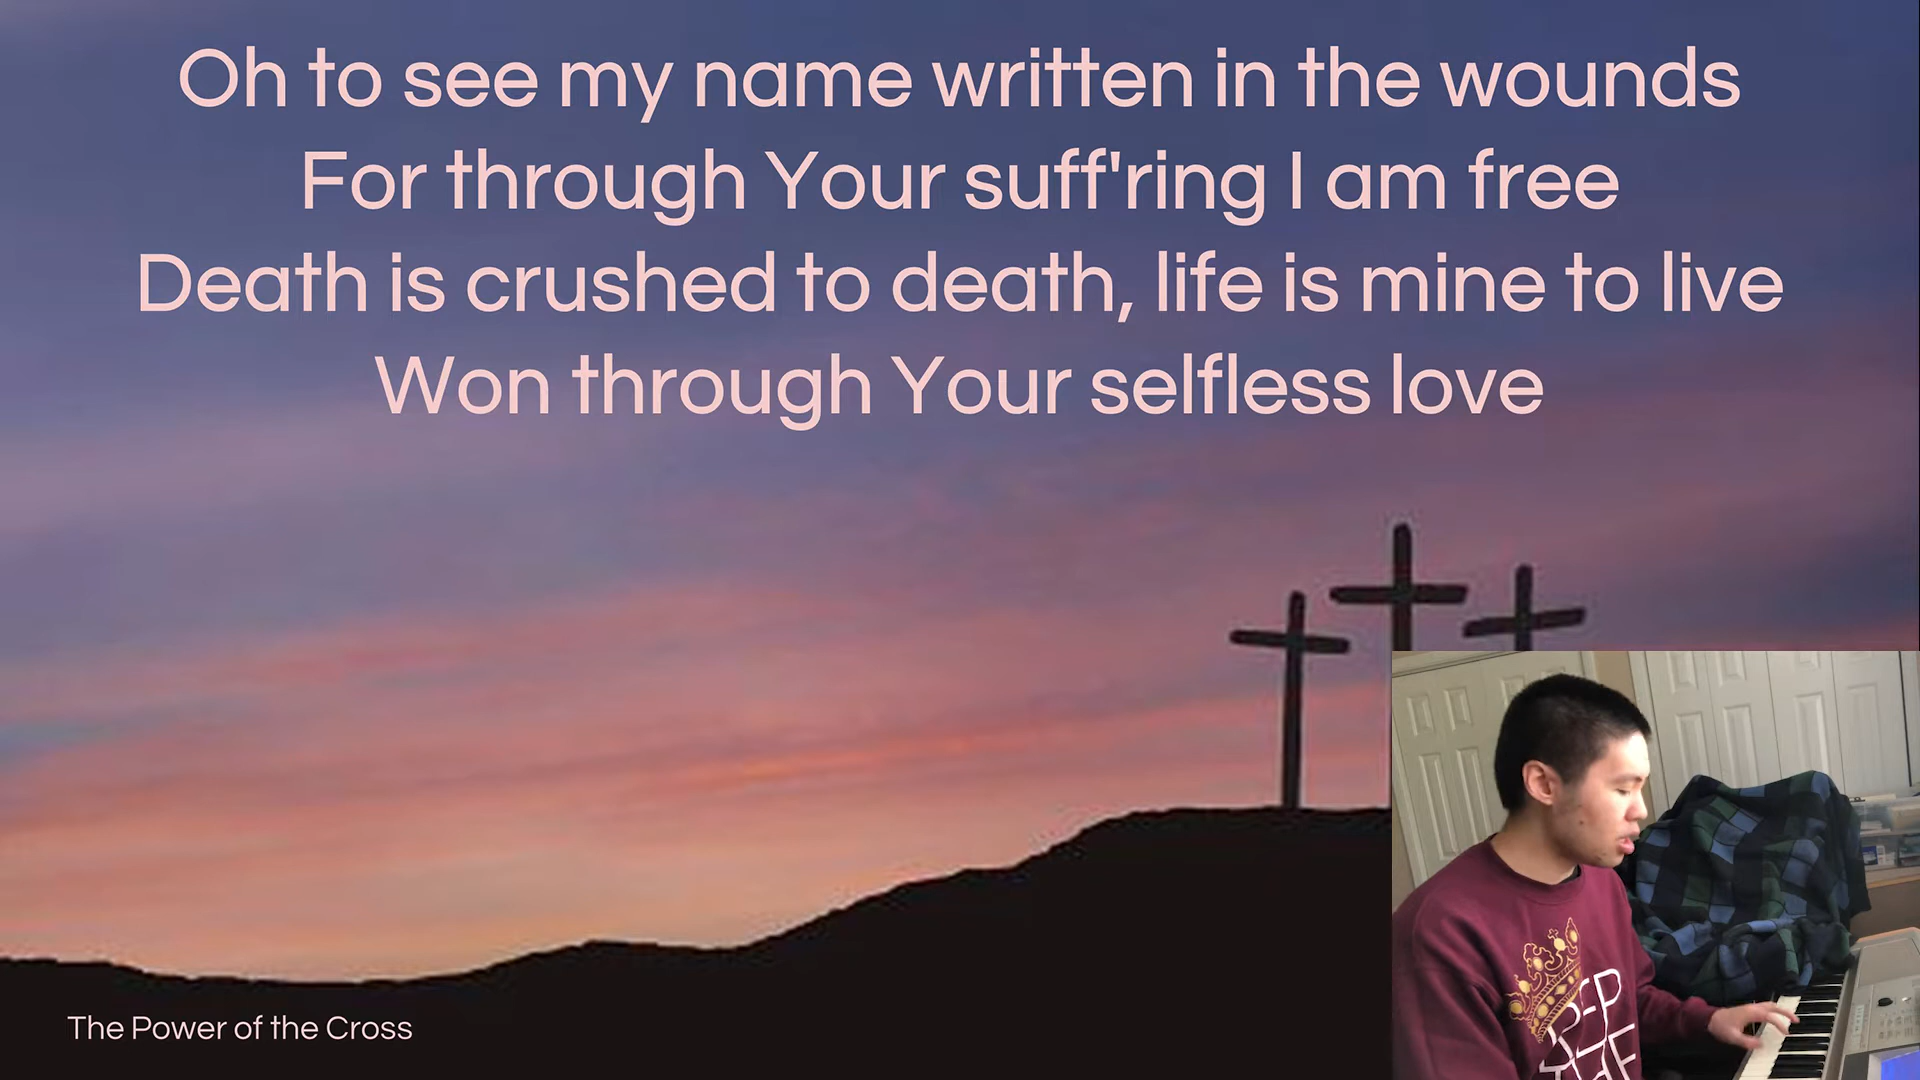 Oh to see my name written in the wounds
For through Your suff'ring I am free
Death is crushed to death, life is mine to live
Won through Your selfless love
The Power of the Cross